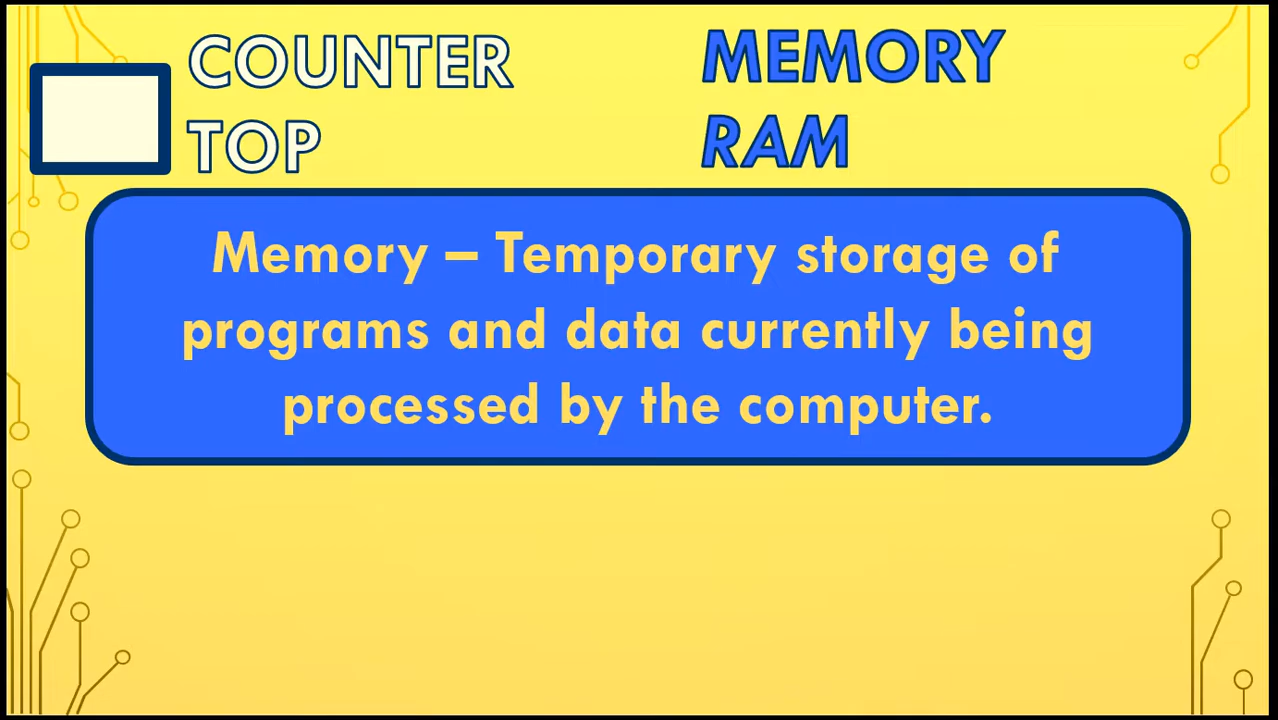 COUNTER
TOP
MEMORY
RAM
Memory – Temporary storage of
programs and data currently being
processed by the computer.